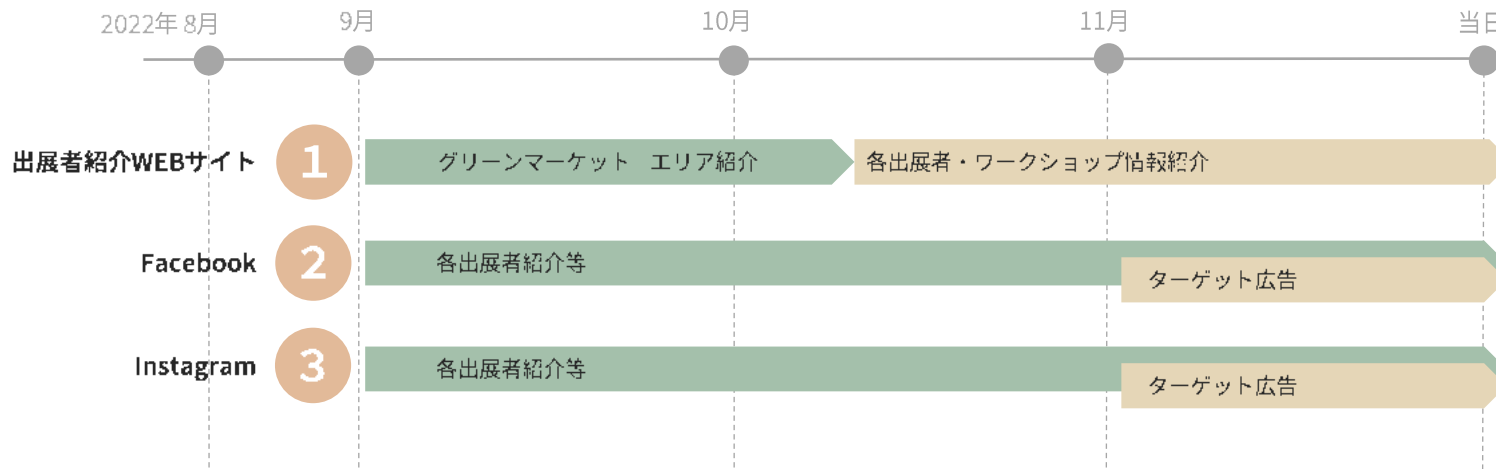 2022年 8月
9月
10月
11月
当日
出展者紹介WEBサイト
1
グリーンマーケット　エリア紹介
各出展者・ワークショップ情報紹介
Facebook
2
各出展者紹介等
ターゲット広告
Instagram
3
各出展者紹介等
ターゲット広告